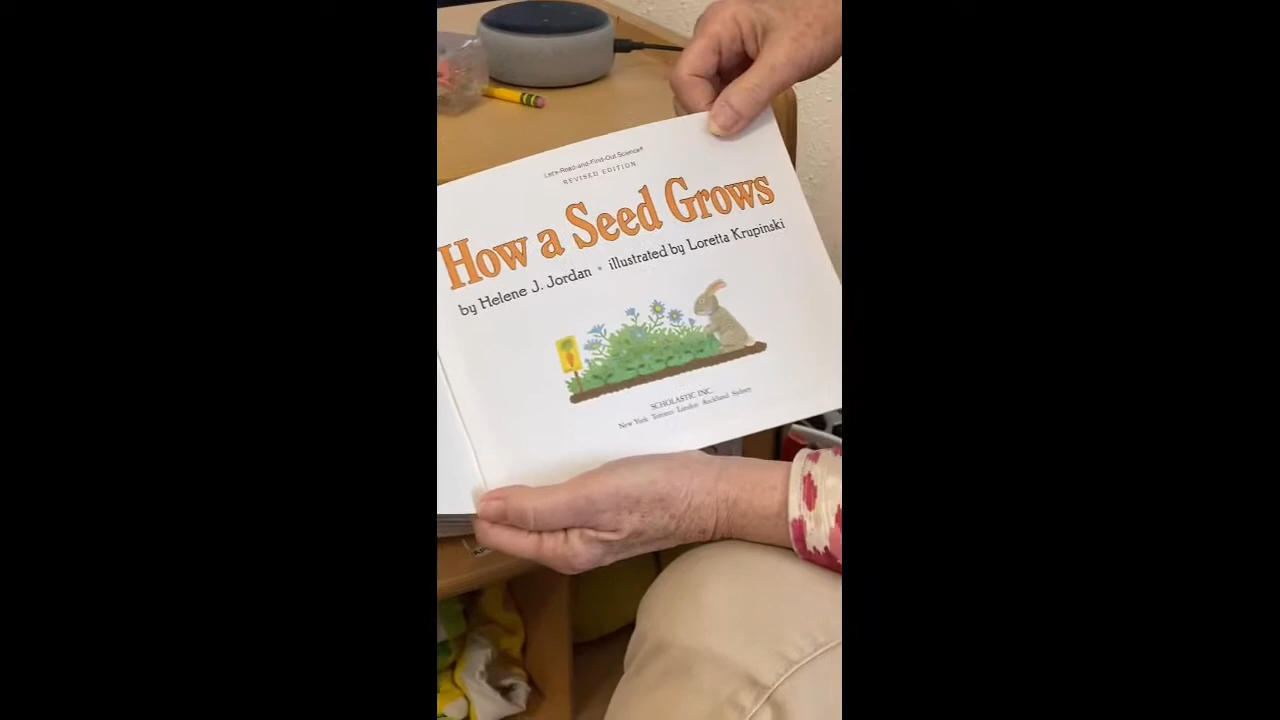 Let's-Read-and-Find-Out Science®
REVISED EDITION
How a Seed Grows
by Helene J. Jordan • illustrated by Loretta Krupinski
SCHOLASTIC INC.
New York Toronto London Auckland Sydney